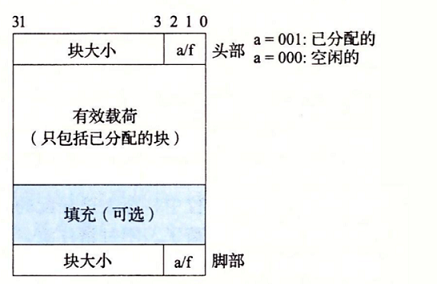 31 3 2 1 0
块大小 a/f 头部
a = 001: 已分配的
a = 000: 空闲的
有效载荷
（只包括已分配的块）
填充（可选）
块大小 a/f 脚部